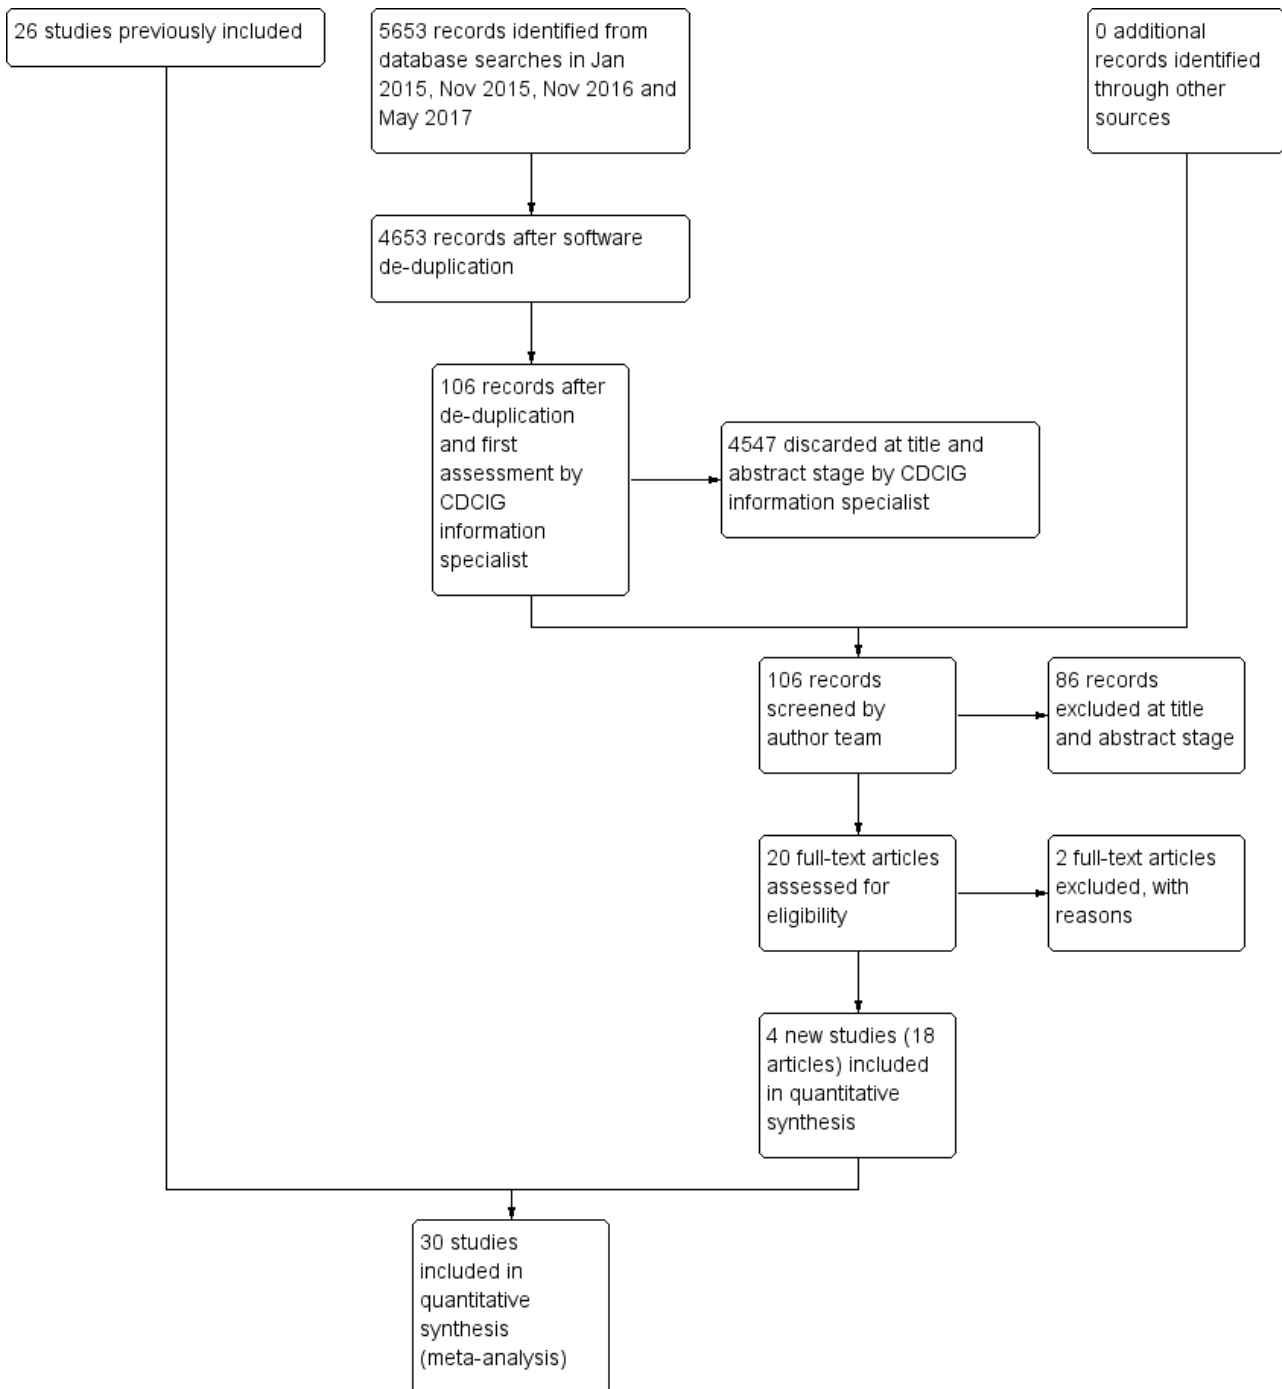 26 studies previously included
5653 records identified from
database searches in Jan
2015, Nov 2015, Nov 2016 and
May 2017
0 additional
records identified
through other
sources
4653 records after software
de-duplication
106 records after
de-duplication
and first
assessment by
CDCIG
information
specialist
4547 discarded at title and
abstract stage by CDCIG
information specialist
106 records
screened by
author team
86 records
excluded at title
and abstract stage
20 full-text articles
assessed for
eligibility
2 full-text articles
excluded, with
reasons
4 new studies (18
articles) included
in quantitative
synthesis
30 studies
included in
quantitative
synthesis
(meta-analysis)